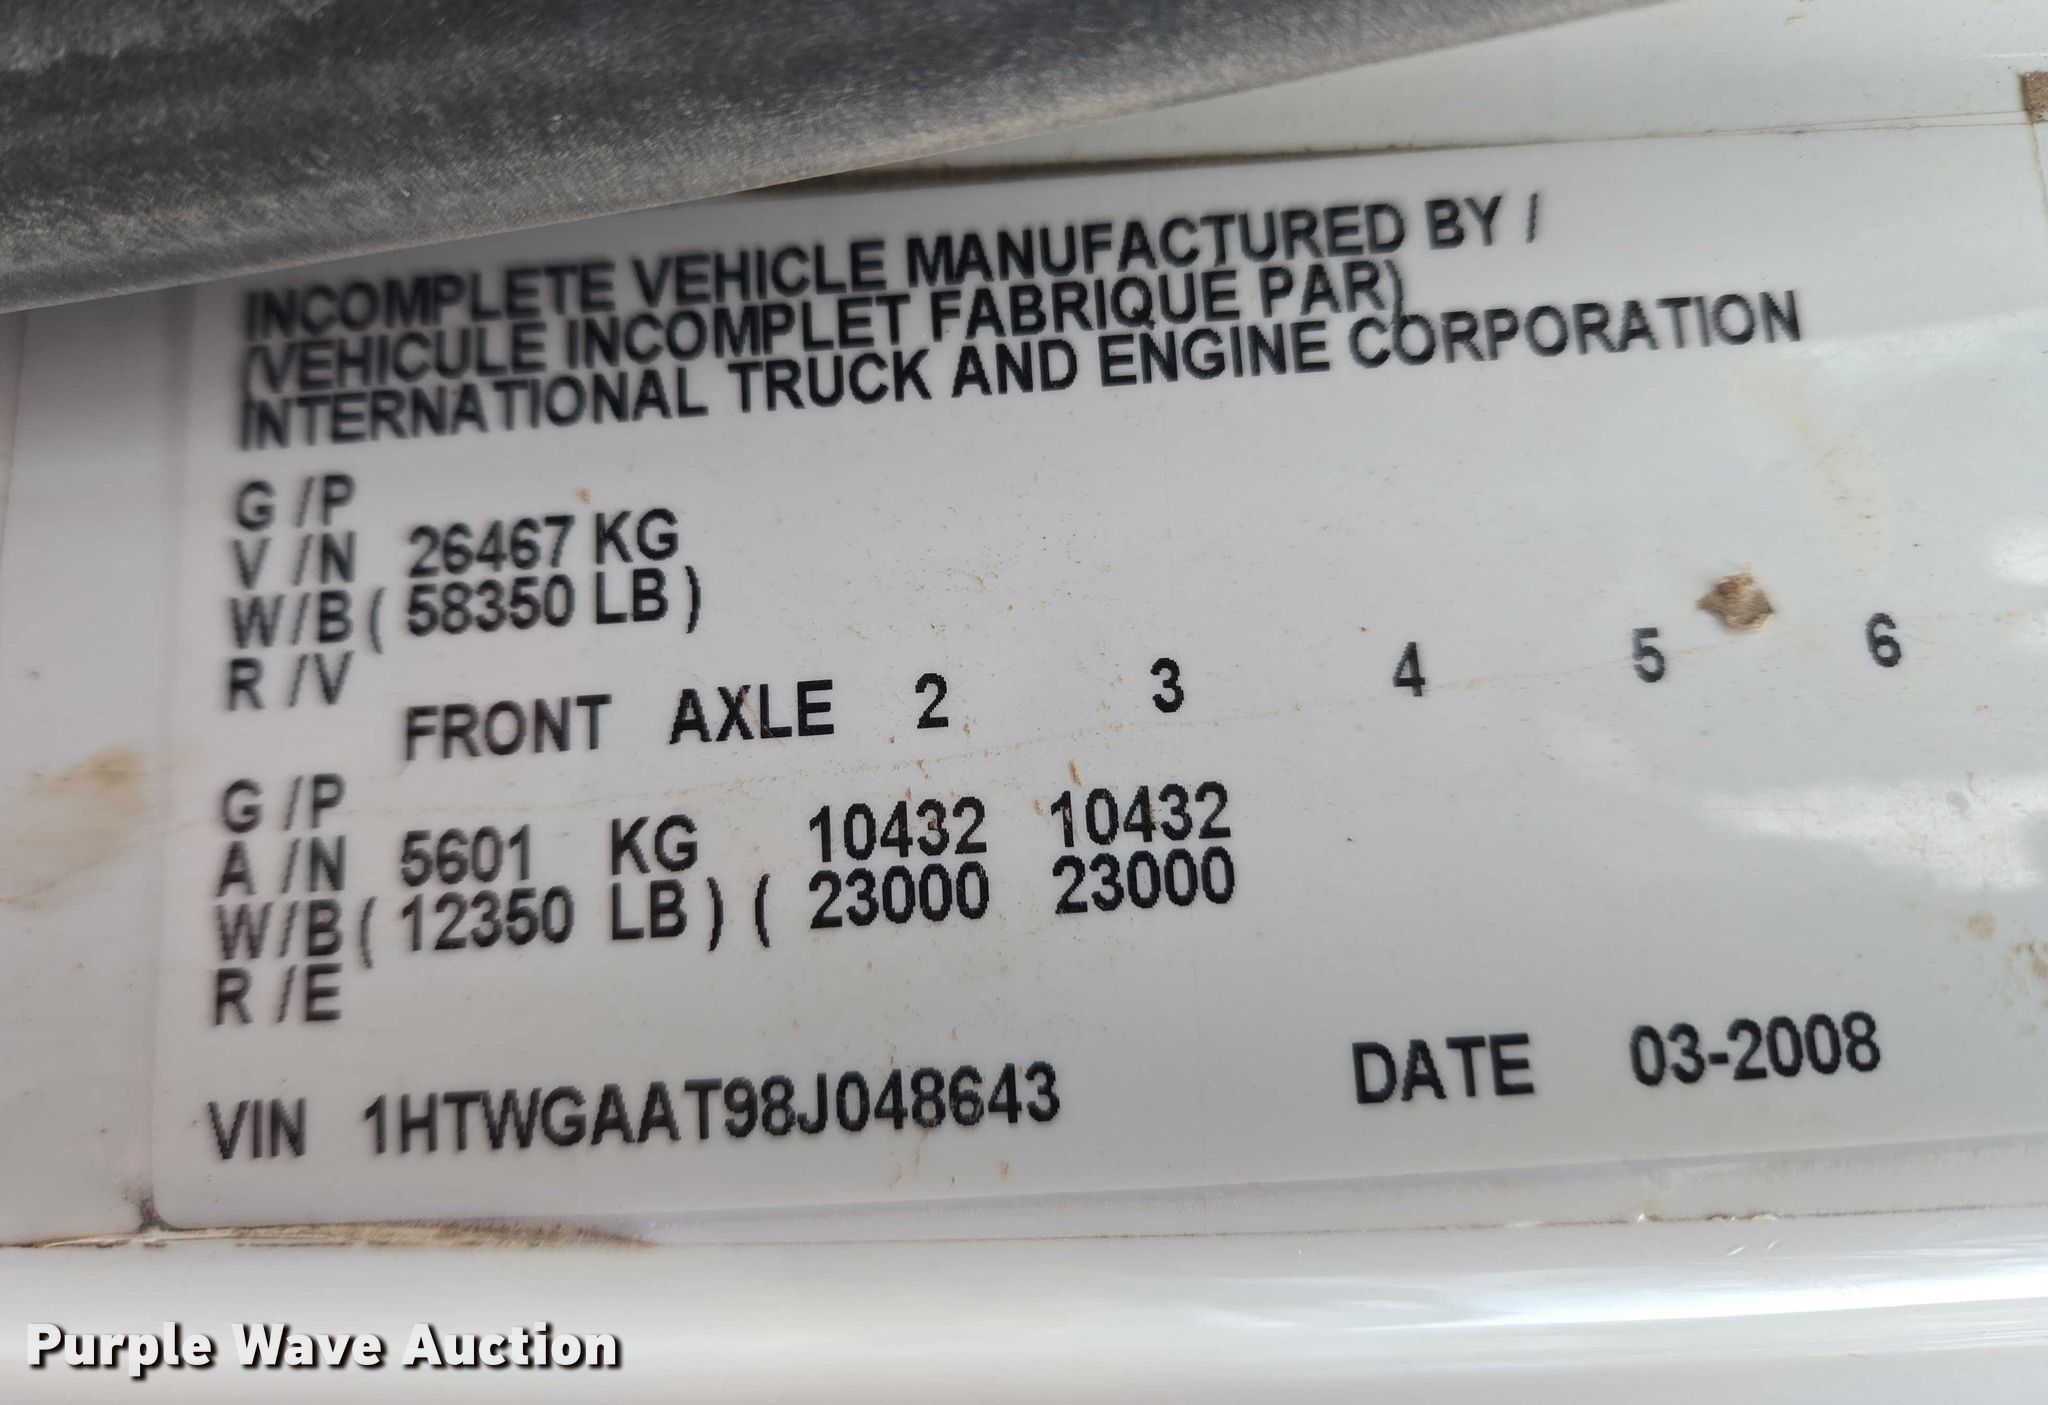 INCOMPLETE VEHICLE MANUFACTURED BY /
(VEHICULE INCOMPLET FABRIQUE PAR)
INTERNATIONAL TRUCK AND ENGINE CORPORATION
G /P
V /N 26467 KG
W/B ( 58350 LB )
R /V
FRONT AXLE 2 3 4 5 6
G /P
A /N 5601 KG 10432 10432
W/B ( 12350 LB ) ( 23000 23000
R /E
VIN 1HTWGAAT98J048643 DATE 03-2008
Purple Wave Auction